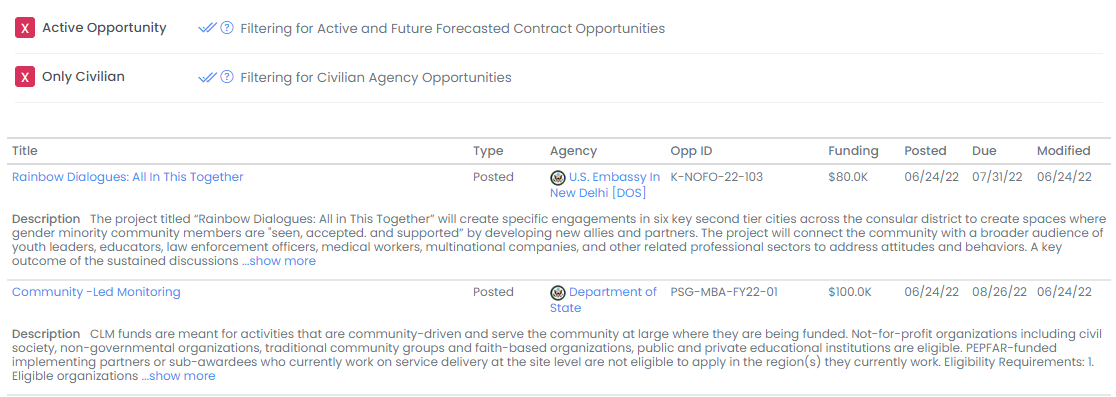 X Active Opportunity ? Filtering for Active and Future Forecasted Contract Opportunities
X Only Civilian ? Filtering for Civilian Agency Opportunities
Title Type Agency Opp ID Funding Posted Due Modified
Rainbow Dialogues: All In This Together Posted U.S. Embassy In K-NOFO-22-103 $80.0K 06/24/22 07/31/22 06/24/22
New Delhi [DOS]
Description The project titled “Rainbow Dialogues: All in This Together” will create specific engagements in six key second tier cities across the consular district to create spaces where
gender minority community members are "seen, accepted. and supported” by developing new allies and partners. The project will connect the community with a broader audience of
youth leaders, educators, law enforcement officers, medical workers, multinational companies, and other related professional sectors to address attitudes and behaviors. A key
outcome of the sustained discussions ...show more
Community -Led Monitoring Posted Department of PSG-MBA-FY22-01 $100.0K 06/24/22 08/26/22 06/24/22
State
Description CLM funds are meant for activities that are community-driven and serve the community at large where they are being funded. Not-for-profit organizations including civil
society, non-governmental organizations, traditional community groups and faith-based organizations, public and private educational institutions are eligible. PEPFAR-funded
implementing partners or sub-awardees who currently work on service delivery at the site level are not eligible to apply in the region(s) they currently work. Eligibility Requirements: 1.
Eligible organizations ...show more